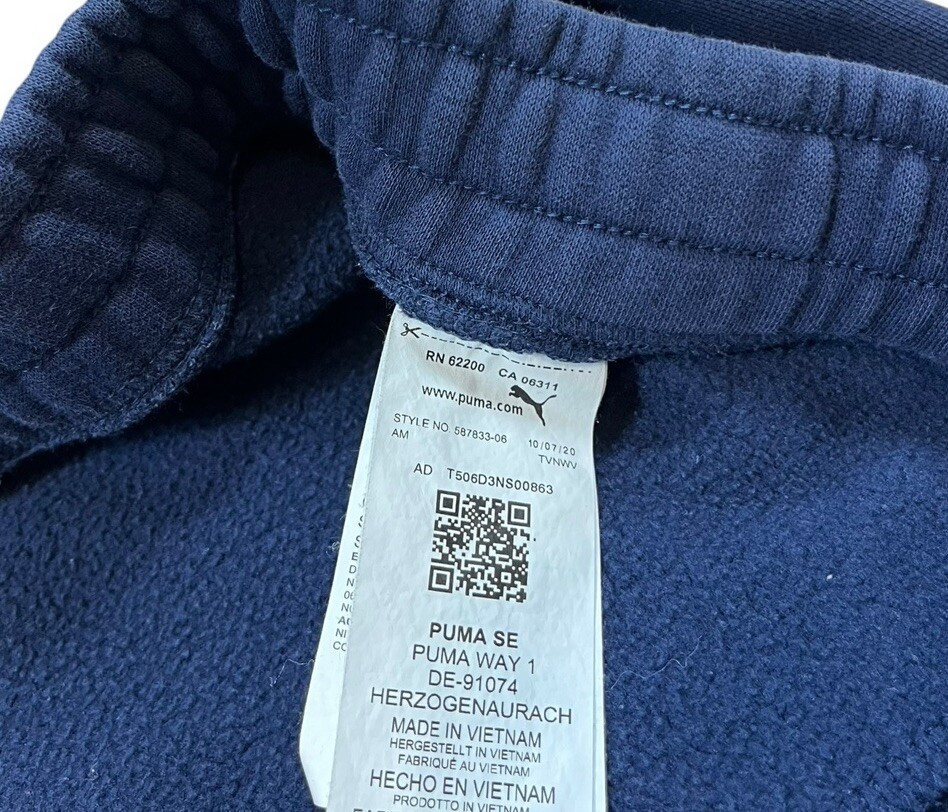 RN 62200 CA 06311
www.puma.com
STYLE NO. 587833-06 10/07/20
AM TVNWV
AD T506D3NS00863
PUMA SE
PUMA WAY 1
DE-91074
HERZOGENAURACH
MADE IN VIETNAM
HERGESTELLT IN VIETNAM
FABRIQUÉ AU VIETNAM
HECHO EN VIETNAM
PRODOTTO IN VIETNAM